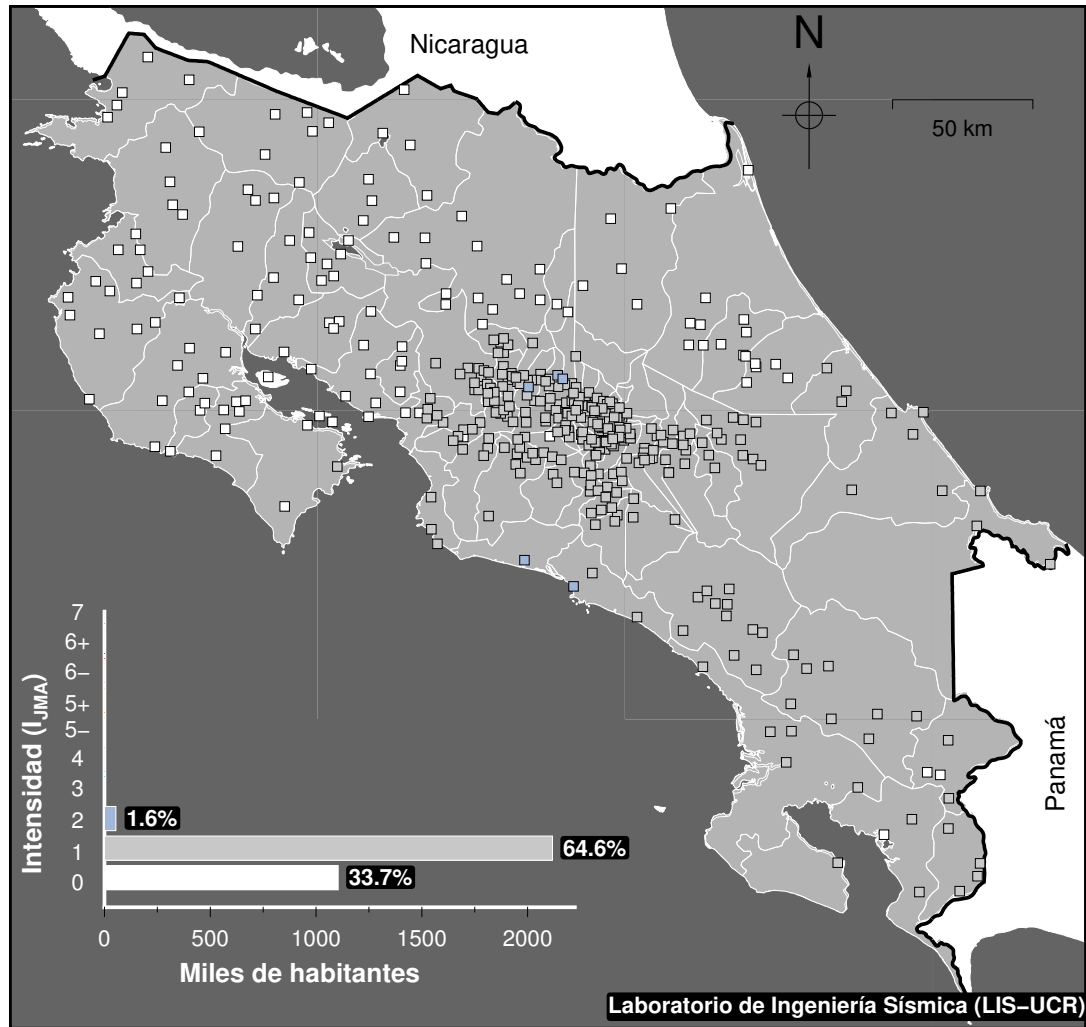 Nicaragua
N
50 km
Panamá
Intensidad (I_JMA)
7
6+
6−
5+
5−
4
3
2
1
0
1.6%
64.6%
33.7%
0 500 1000 1500 2000
Miles de habitantes
Laboratorio de Ingeniería Sísmica (LIS−UCR)